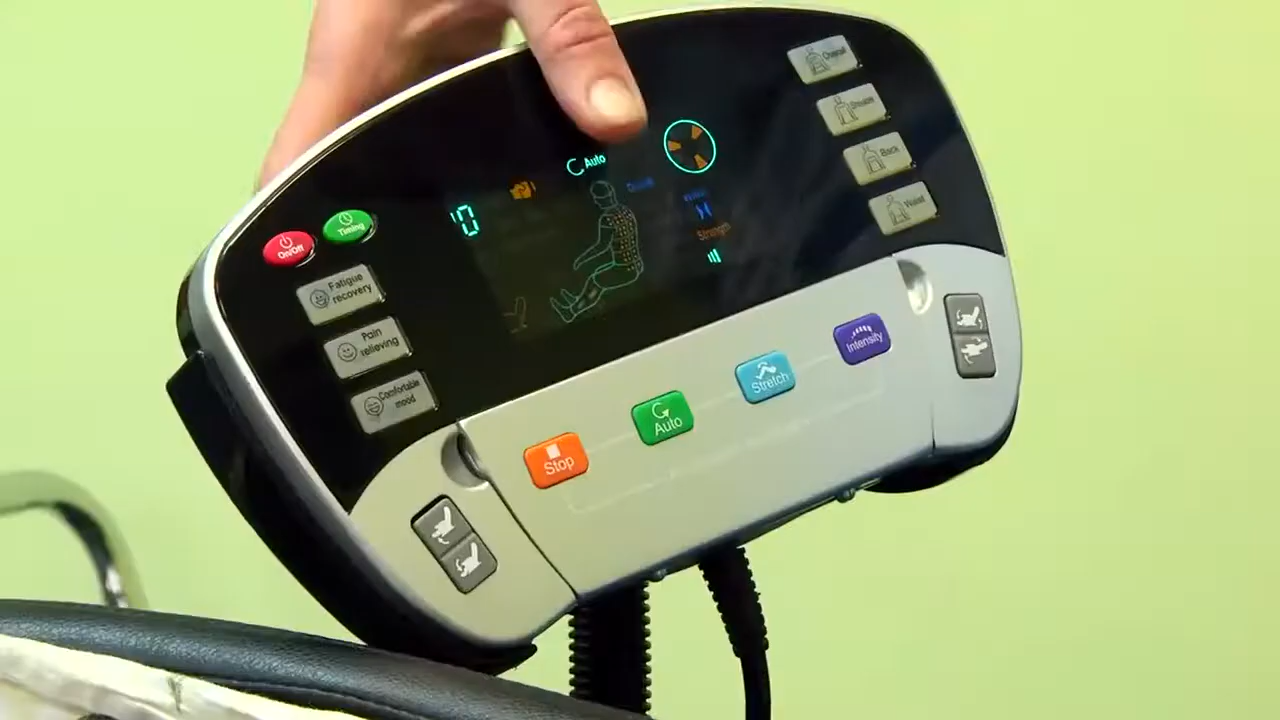 On/Off
Timing
Fatigue
recovery
Pain
relieving
Comfortable
mood
Auto
Strength
Overall
Shoulder
Back
Waist
Stop
Auto
Stretch
Intensity